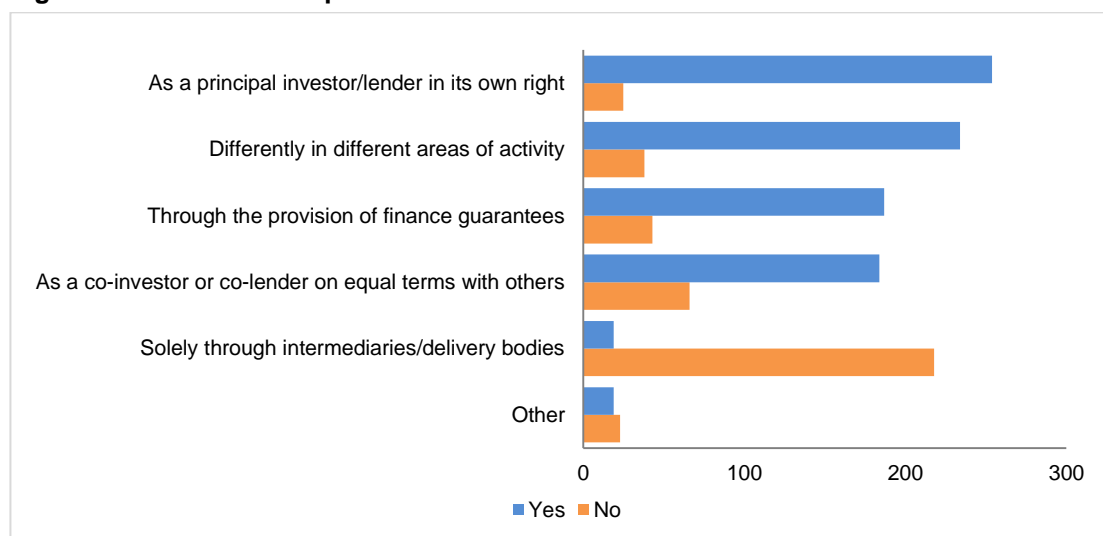 As a principal investor/lender in its own right
Differently in different areas of activity
Through the provision of finance guarantees
As a co-investor or co-lender on equal terms with others
Solely through intermediaries/delivery bodies
Other
0 100 200 300
Yes No